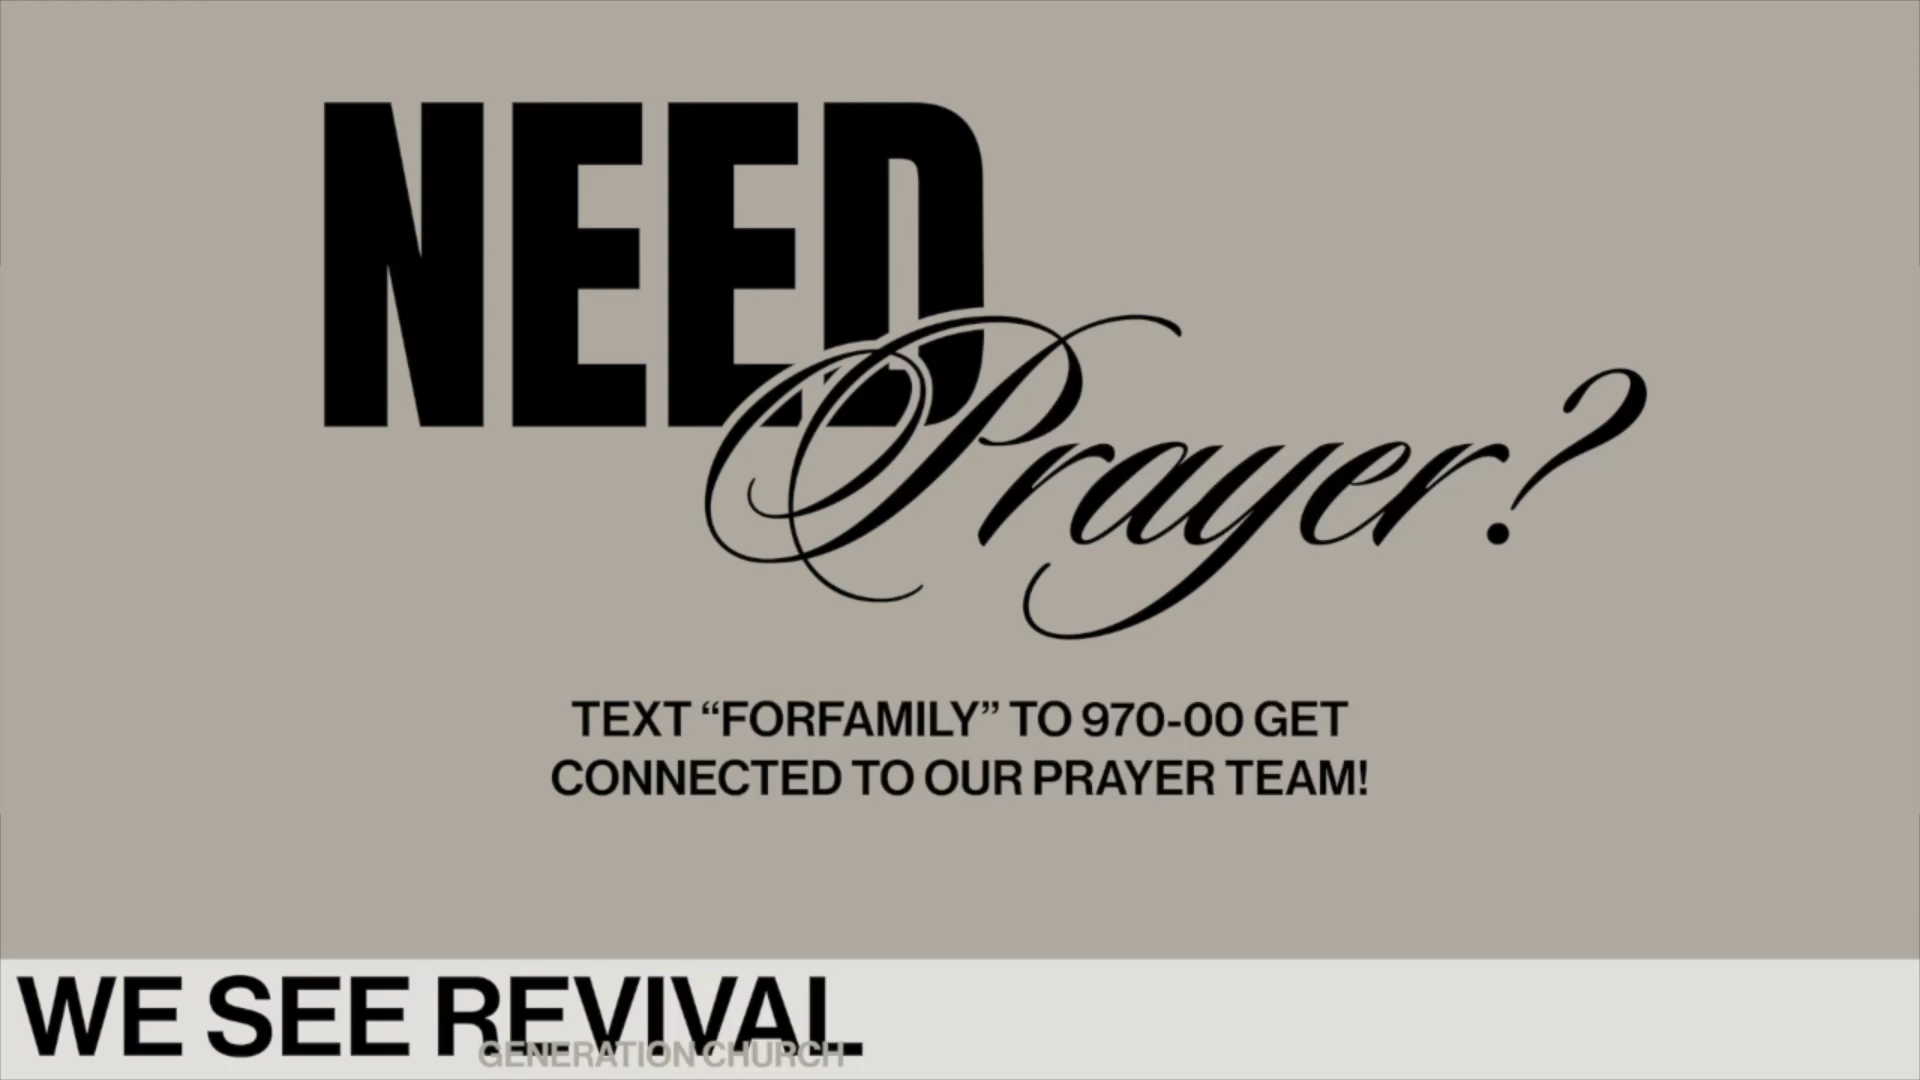 NEED
Prayer?
TEXT “FORFAMILY” TO 970-00 GET
CONNECTED TO OUR PRAYER TEAM!
WE SEE REVIVAL
GENERATION CHURCH